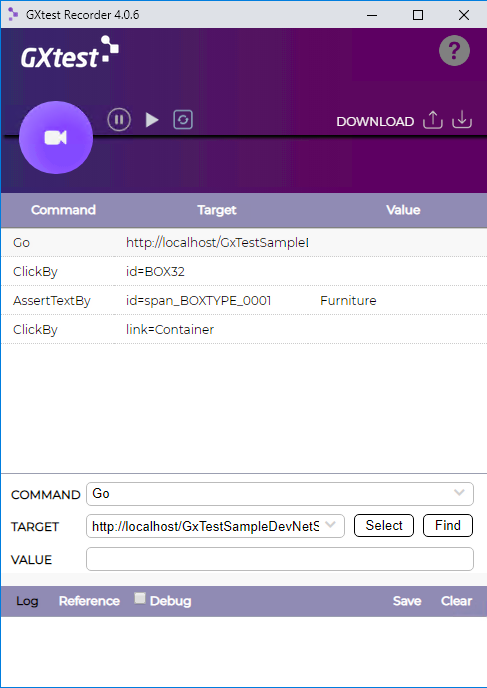 GXtest Recorder 4.0.6
GXtest
?
DOWNLOAD
Command Target Value
Go http://localhost/GxTestSample
ClickBy id=BOX32
AssertTextBy id=span_BOXTYPE_0001 Furniture
ClickBy link=Container
COMMAND Go
TARGET http://localhost/GxTestSampleDevNetS Select Find
VALUE
Log Reference Debug Save Clear